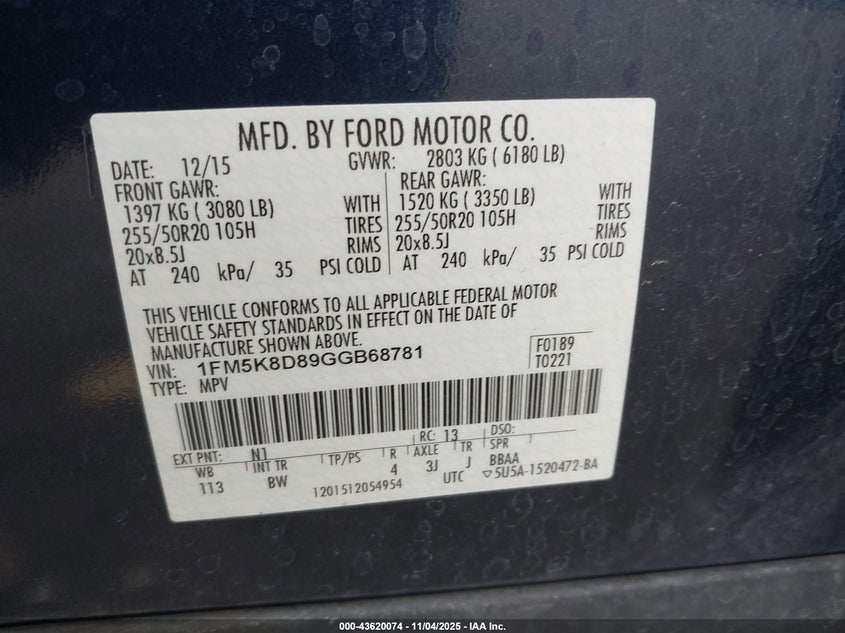 MFD. BY FORD MOTOR CO.
DATE: 12/15 GVWR: 2803 KG ( 6180 LB)
FRONT GAWR: REAR GAWR:
1397 KG ( 3080 LB) WITH 1520 KG ( 3350 LB) WITH
255/50R20 105H TIRES 255/50R20 105H TIRES
20x8.5J RIMS 20x8.5J RIMS
AT 240 kPa/ 35 PSI COLD AT 240 kPa/ 35 PSI COLD
THIS VEHICLE CONFORMS TO ALL APPLICABLE FEDERAL MOTOR
VEHICLE SAFETY STANDARDS IN EFFECT ON THE DATE OF
MANUFACTURE SHOWN ABOVE.
VIN: 1FM5K8D89GGB68781 F0189
TYPE: MPV T0221
EXT PNT: N1 RC: 13 DSO:
WB INT TR TP/PS R AXLE TR SPR
113 BW 4 3J J BBAA
1201512054954 UTC ▽5U5A-1520472-BA
000-43620074 - 11/04/2025 - IAA Inc.